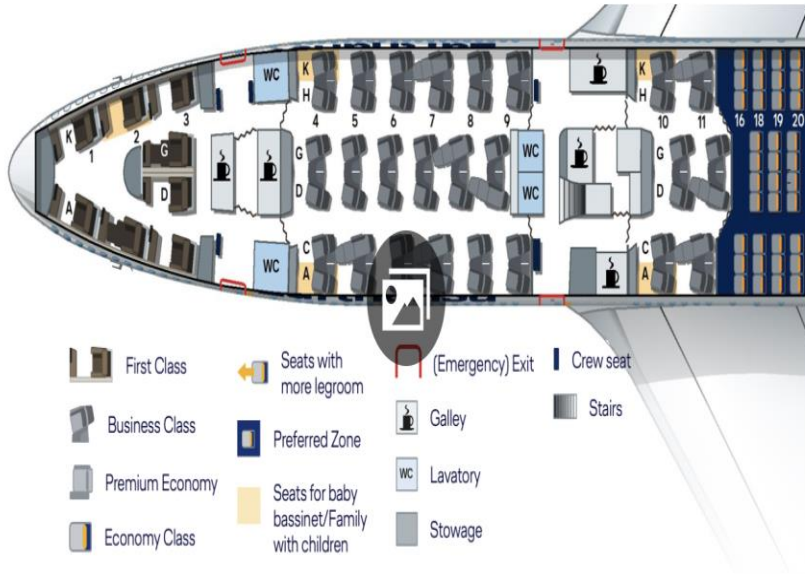 WC
K
H
K
H
K
1
2
3
4
5
6
7
8
9
10
11
16
18
19
20
G
D
G
D
WC
WC
G
D
A
WC
C
A
C
A
First Class
Business Class
Premium Economy
Economy Class
Seats with
more legroom
Preferred Zone
Seats for baby
bassinet/Family
with children
(Emergency) Exit
Galley
WC
Lavatory
Stowage
Crew seat
Stairs